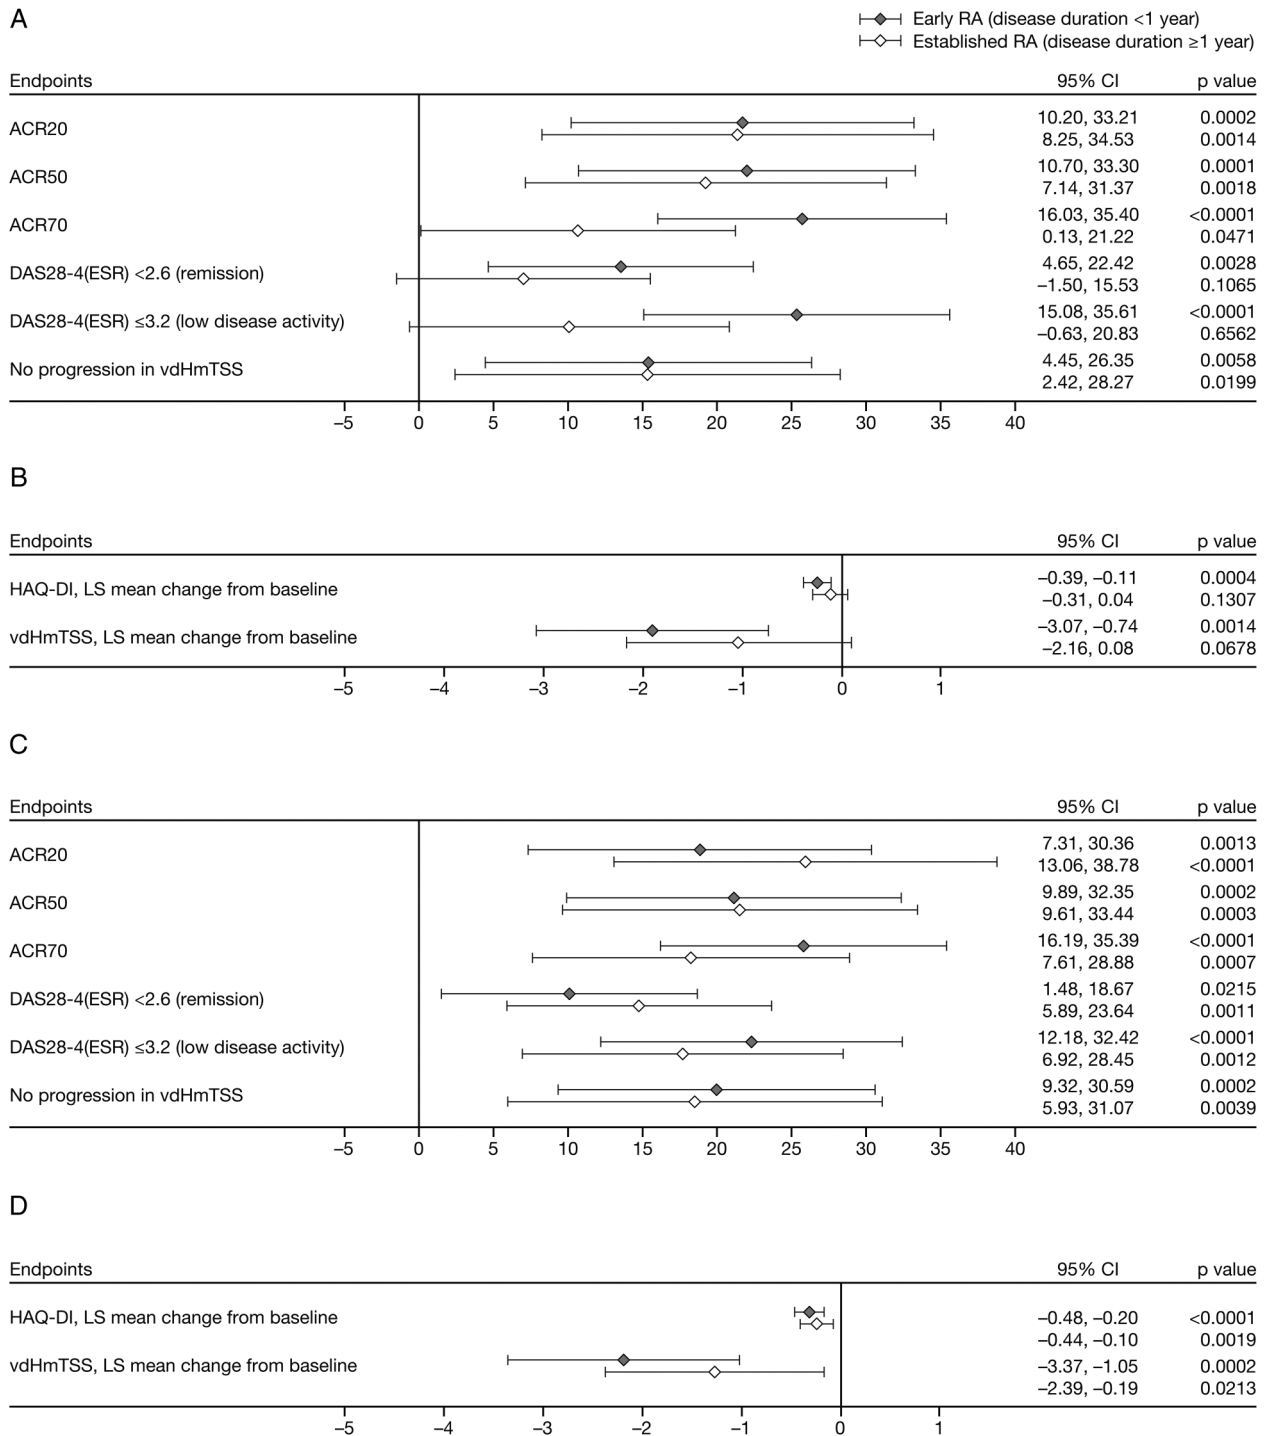 A
Early RA (disease duration <1 year)
Established RA (disease duration ≥1 year)
Endpoints 95% CI p value
ACR20 10.20, 33.21 0.0002
8.25, 34.53 0.0014
ACR50 10.70, 33.30 0.0001
7.14, 31.37 0.0018
ACR70 16.03, 35.40 <0.0001
0.13, 21.22 0.0471
DAS28-4(ESR) <2.6 (remission) 4.65, 22.42 0.0028
−1.50, 15.53 0.1065
DAS28-4(ESR) ≤3.2 (low disease activity) 15.08, 35.61 <0.0001
−0.63, 20.83 0.6562
No progression in vdHmTSS 4.45, 26.35 0.0058
2.42, 28.27 0.0199
−5 0 5 10 15 20 25 30 35 40
B
Endpoints 95% CI p value
HAQ-DI, LS mean change from baseline −0.39, −0.11 0.0004
−0.31, 0.04 0.1307
vdHmTSS, LS mean change from baseline −3.07, −0.74 0.0014
−2.16, 0.08 0.0678
−5 −4 −3 −2 −1 0 1
C
Endpoints 95% CI p value
ACR20 7.31, 30.36 0.0013
13.06, 38.78 <0.0001
ACR50 9.89, 32.35 0.0002
9.61, 33.44 0.0003
ACR70 16.19, 35.39 <0.0001
7.61, 28.88 0.0007
DAS28-4(ESR) <2.6 (remission) 1.48, 18.67 0.0215
5.89, 23.64 0.0011
DAS28-4(ESR) ≤3.2 (low disease activity) 12.18, 32.42 <0.0001
6.92, 28.45 0.0012
No progression in vdHmTSS 9.32, 30.59 0.0002
5.93, 31.07 0.0039
−5 0 5 10 15 20 25 30 35 40
D
Endpoints 95% CI p value
HAQ-DI, LS mean change from baseline −0.48, −0.20 <0.0001
−0.44, −0.10 0.0019
vdHmTSS, LS mean change from baseline −3.37, −1.05 0.0002
−2.39, −0.19 0.0213
−5 −4 −3 −2 −1 0 1